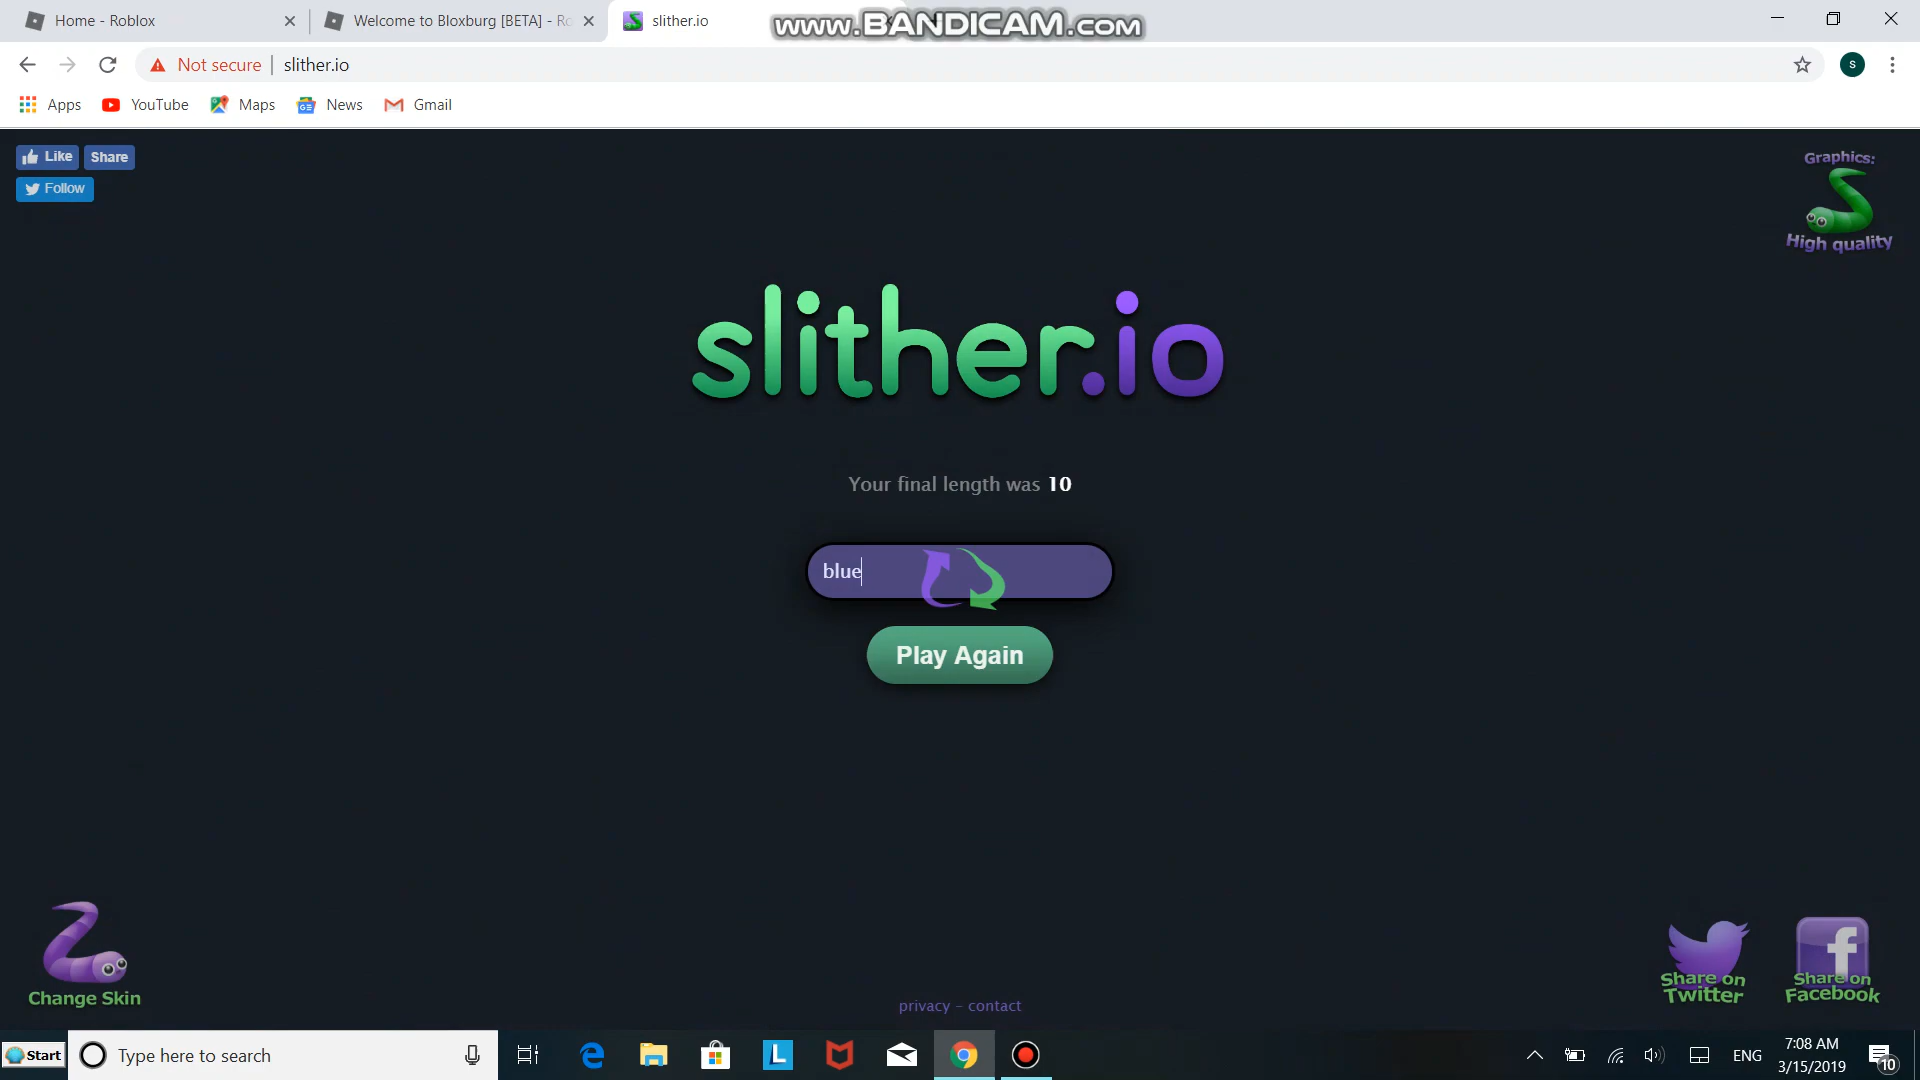 Home - Roblox
Welcome to Bloxburg [BETA] - Ro
slither.io
www.BANDICAM.com
Not secure
slither.io
S
Apps
YouTube
Maps
News
Gmail
Like
Share
Follow
Graphics:
High quality
slither.io
Your final length was 10
blue
Play Again
Change Skin
Share on
Twitter
Share on
Facebook
privacy - contact
Start
Type here to search
L
ENG
7:08 AM
3/15/2019
10